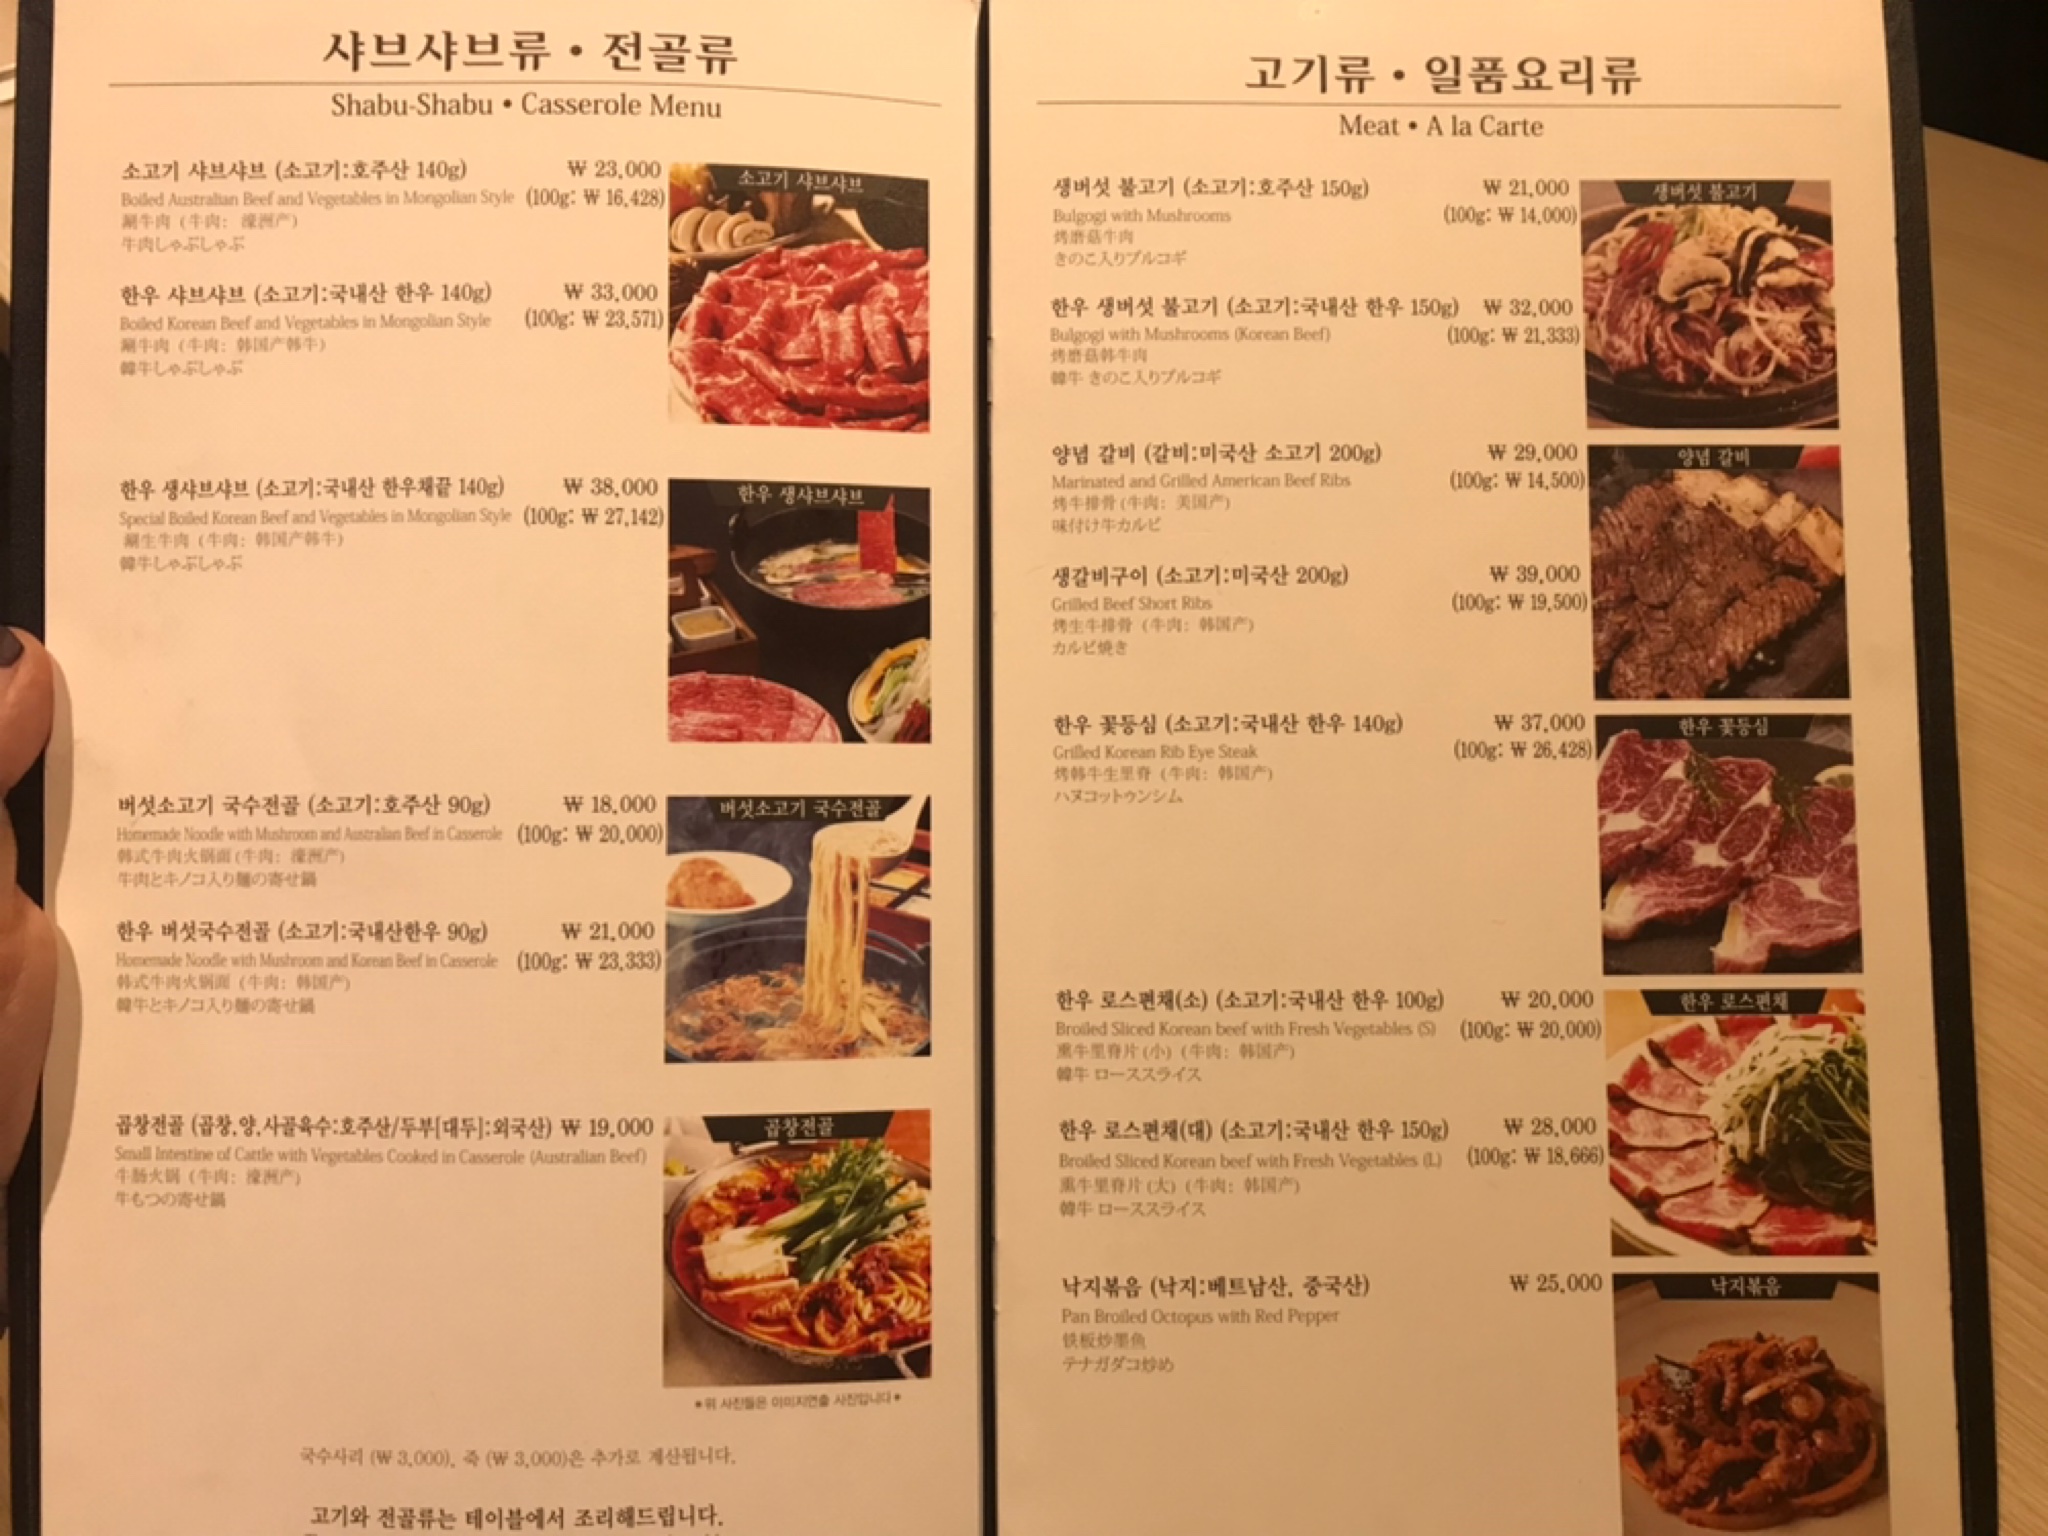 샤브샤브류 • 전골류
Shabu-Shabu • Casserole Menu
소고기 샤브샤브 (소고기:호주산 140g) ₩ 23,000
Boiled Australian Beef and Vegetables in Mongolian Style (100g: ₩ 16,428)
涮牛肉 (牛肉: 濠洲产)
牛肉しゃぶしゃぶ
소고기 샤브샤브
한우 샤브샤브 (소고기:국내산 한우 140g) ₩ 33,000
Boiled Korean Beef and Vegetables in Mongolian Style (100g: ₩ 23,571)
涮牛肉 (牛肉: 韩国产韩牛)
韓牛しゃぶしゃぶ
한우 생샤브샤브 (소고기:국내산 한우채끝 140g) ₩ 38,000
Special Boiled Korean Beef and Vegetables in Mongolian Style (100g: ₩ 27,142)
涮生牛肉 (牛肉: 韩国产韩牛)
韓牛しゃぶしゃぶ
한우 생샤브샤브
버섯소고기 국수전골 (소고기:호주산 90g) ₩ 18,000
Homemade Noodle with Mushroom and Australian Beef in Casserole (100g: ₩ 20,000)
韩式牛肉火锅面 (牛肉: 濠洲产)
牛肉とキノコ入り麺の寄せ鍋
버섯소고기 국수전골
한우 버섯국수전골 (소고기:국내산한우 90g) ₩ 21,000
Homemade Noodle with Mushroom and Korean Beef in Casserole (100g: ₩ 23,333)
韩式牛肉火锅面 (牛肉: 韩国产)
韓牛とキノコ入り麺の寄せ鍋
곱창전골 (곱창,양,사골육수:호주산/두부[대두]:외국산) ₩ 19,000
Small Intestine of Cattle with Vegetables Cooked in Casserole (Australian Beef)
牛肠火锅 (牛肉: 濠洲产)
牛もつの寄せ鍋
곱창전골
*위 사진들은 이미지연출 사진입니다*
국수사리 (₩ 3,000), 죽 (₩ 3,000)은 추가로 계산됩니다.
고기와 전골류는 테이블에서 조리해드립니다.
고기류 • 일품요리류
Meat • A la Carte
생버섯 불고기 (소고기:호주산 150g) ₩ 21,000
Bulgogi with Mushrooms (100g: ₩ 14,000)
烤磨菇牛肉
きのこ入りプルコギ
생버섯 불고기
한우 생버섯 불고기 (소고기:국내산 한우 150g) ₩ 32,000
Bulgogi with Mushrooms (Korean Beef) (100g: ₩ 21,333)
烤磨菇韩牛肉
韓牛 きのこ入りプルコギ
양념 갈비 (갈비:미국산 소고기 200g) ₩ 29,000
Marinated and Grilled American Beef Ribs (100g: ₩ 14,500)
烤牛排骨 (牛肉: 美国产)
味付け牛カルビ
양념 갈비
생갈비구이 (소고기:미국산 200g) ₩ 39,000
Grilled Beef Short Ribs (100g: ₩ 19,500)
烤生牛排骨 (牛肉: 韩国产)
カルビ焼き
한우 꽃등심 (소고기:국내산 한우 140g) ₩ 37,000
Grilled Korean Rib Eye Steak (100g: ₩ 26,428)
烤韩牛生里脊 (牛肉: 韩国产)
ハヌコットゥンシム
한우 꽃등심
한우 로스편채(소) (소고기:국내산 한우 100g) ₩ 20,000
Broiled Sliced Korean beef with Fresh Vegetables (S) (100g: ₩ 20,000)
熏牛里脊片 (小) (牛肉: 韩国产)
韓牛 ローススライス
한우 로스편채
한우 로스편채(대) (소고기:국내산 한우 150g) ₩ 28,000
Broiled Sliced Korean beef with Fresh Vegetables (L) (100g: ₩ 18,666)
熏牛里脊片 (大) (牛肉: 韩国产)
韓牛 ローススライス
낙지볶음 (낙지:베트남산, 중국산) ₩ 25,000
Pan Broiled Octopus with Red Pepper
铁板炒墨鱼
テナガダコ炒め
낙지볶음